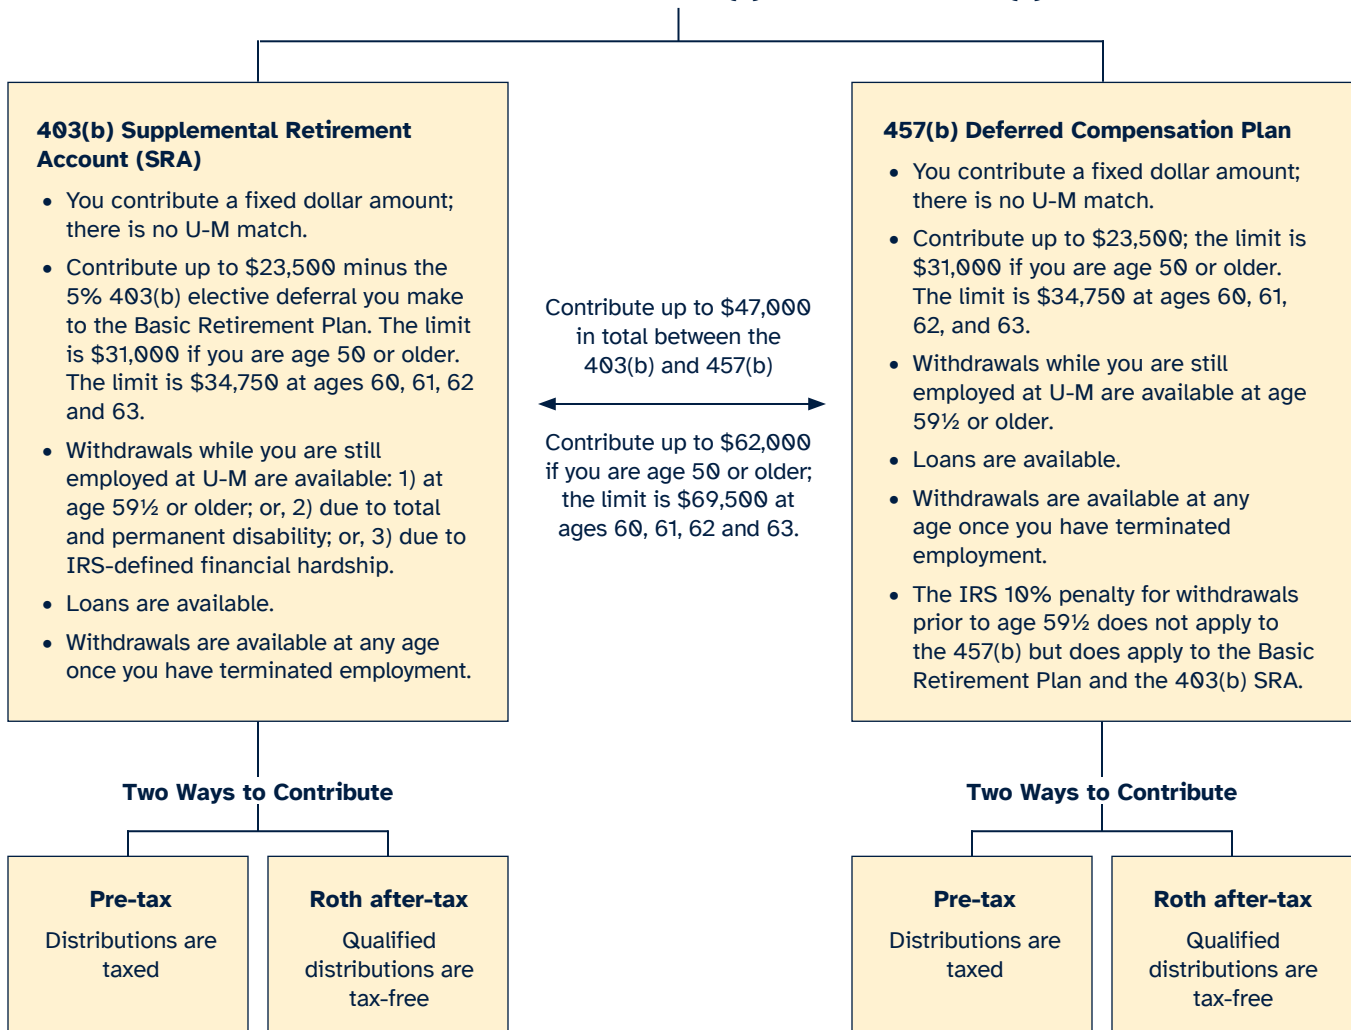 403(b) Supplemental Retirement
Account (SRA)
• You contribute a fixed dollar amount;
there is no U-M match.
• Contribute up to $23,500 minus the
5% 403(b) elective deferral you make
to the Basic Retirement Plan. The limit
is $31,000 if you are age 50 or older.
The limit is $34,750 at ages 60, 61, 62
and 63.
• Withdrawals while you are still
employed at U-M are available: 1) at
age 59½ or older; or, 2) due to total
and permanent disability; or, 3) due to
IRS-defined financial hardship.
• Loans are available.
• Withdrawals are available at any age
once you have terminated employment.
Contribute up to $47,000
in total between the
403(b) and 457(b)
Contribute up to $62,000
if you are age 50 or older;
the limit is $69,500 at
ages 60, 61, 62 and 63.
457(b) Deferred Compensation Plan
• You contribute a fixed dollar amount;
there is no U-M match.
• Contribute up to $23,500; the limit is
$31,000 if you are age 50 or older.
The limit is $34,750 at ages 60, 61,
62, and 63.
• Withdrawals while you are still
employed at U-M are available at age
59½ or older.
• Loans are available.
• Withdrawals are available at any
age once you have terminated
employment.
• The IRS 10% penalty for withdrawals
prior to age 59½ does not apply to
the 457(b) but does apply to the Basic
Retirement Plan and the 403(b) SRA.
Two Ways to Contribute
Pre-tax
Distributions are
taxed
Roth after-tax
Qualified
distributions are
tax-free
Two Ways to Contribute
Pre-tax
Distributions are
taxed
Roth after-tax
Qualified
distributions are
tax-free